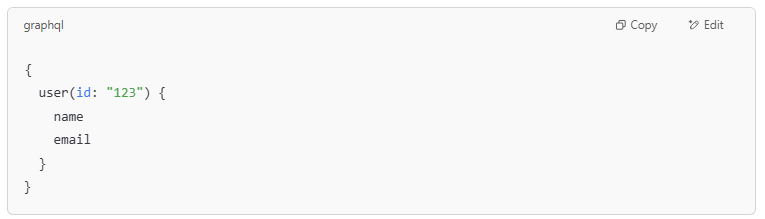 graphql
Copy
Edit
{
  user(id: "123") {
    name
    email
  }
}